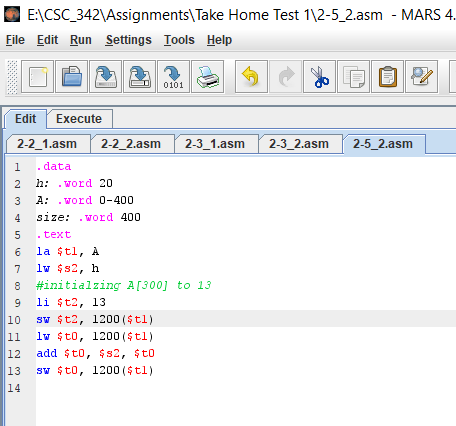 E:\CSC_342\Assignments\Take Home Test 1\2-5_2.asm - MARS 4.
File Edit Run Settings Tools Help
Edit Execute
2-2_1.asm 2-2_2.asm 2-3_1.asm 2-3_2.asm 2-5_2.asm
1 .data
2 h: .word 20
3 A: .word 0-400
4 size: .word 400
5 .text
6 la $t1, A
7 lw $s2, h
8 #initialzing A[300] to 13
9 li $t2, 13
10 sw $t2, 1200($t1)
11 lw $t0, 1200($t1)
12 add $t0, $s2, $t0
13 sw $t0, 1200($t1)
14